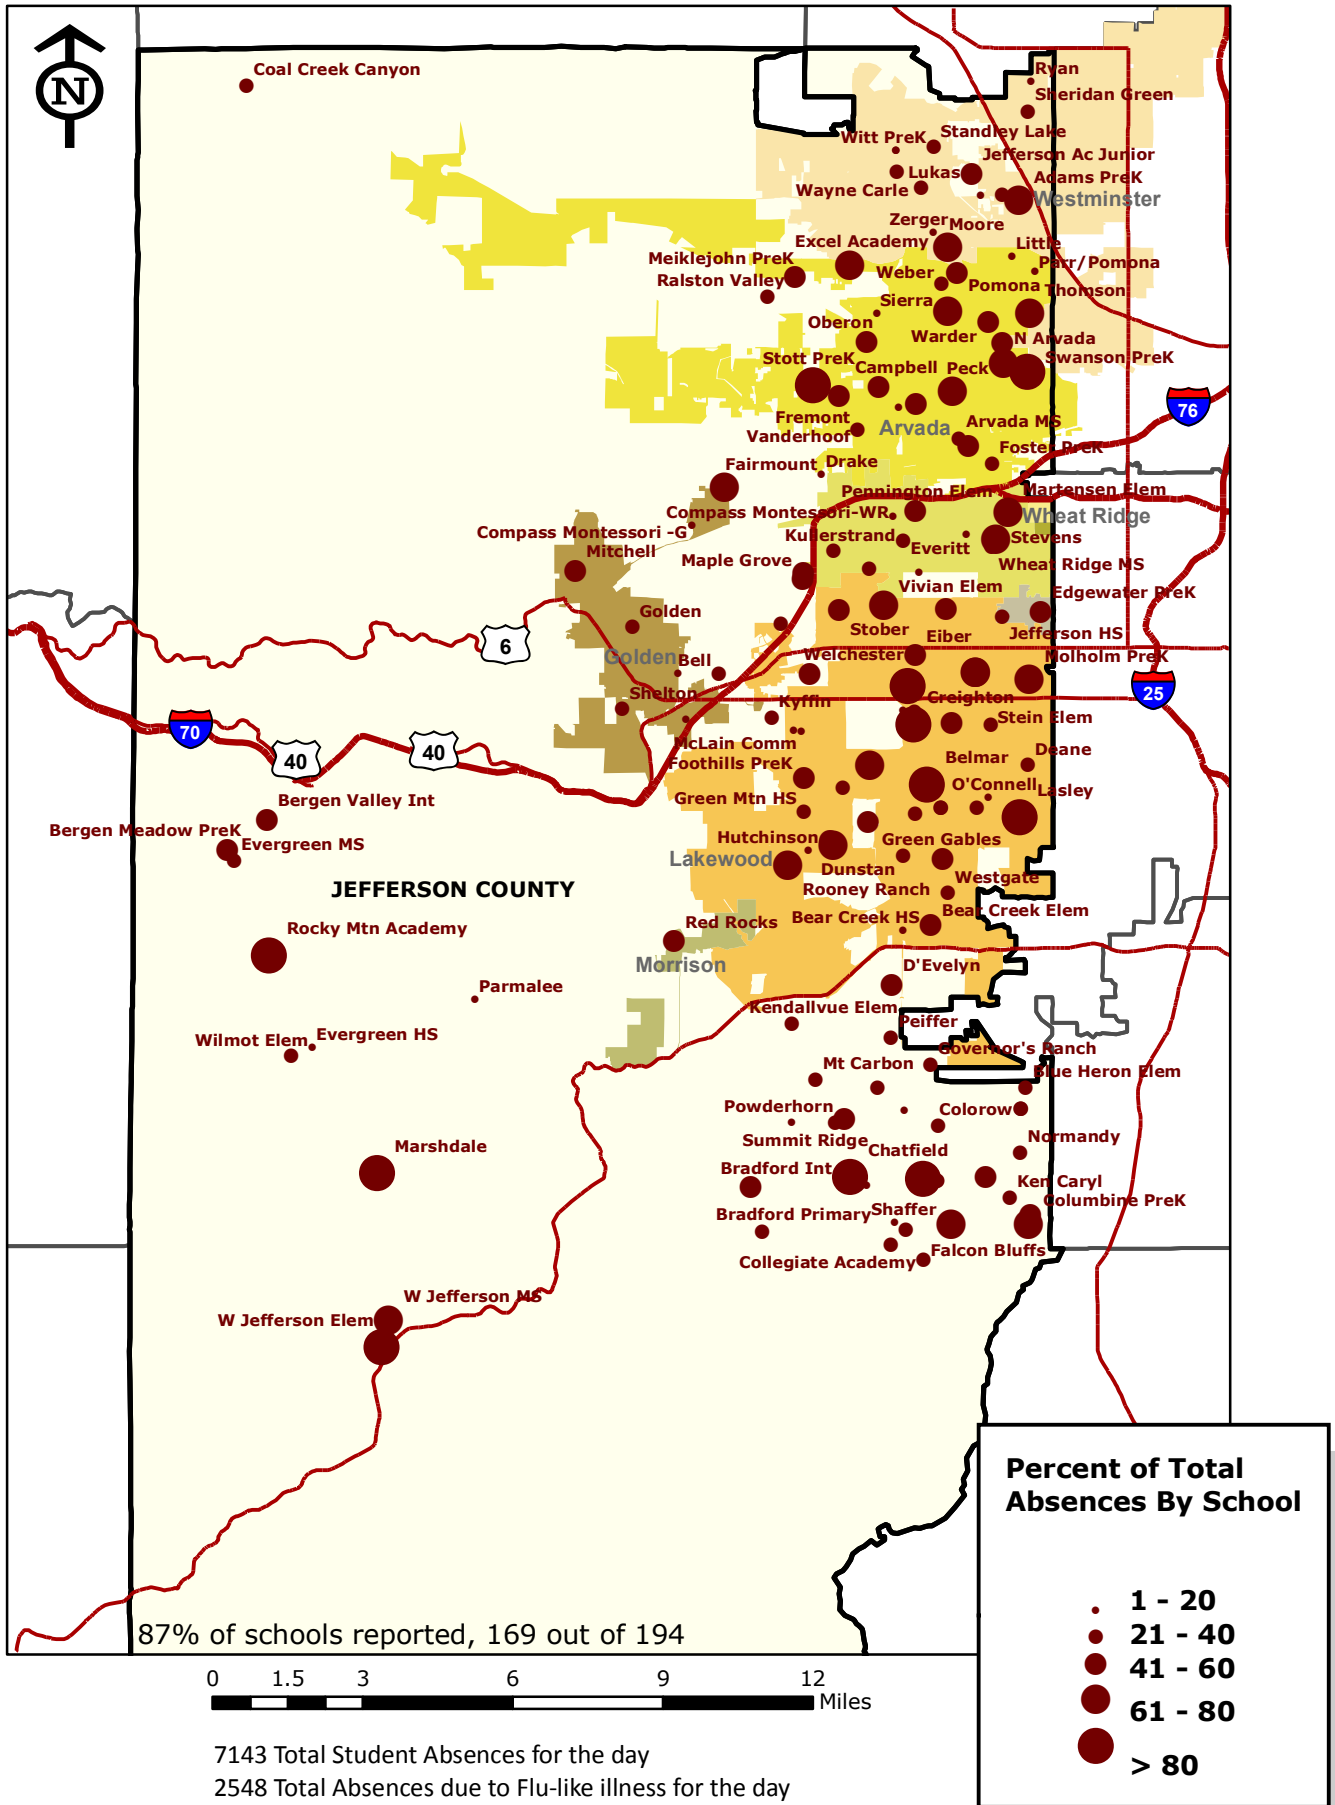 N
Coal Creek Canyon
Ryan
Sheridan Green
Standley Lake
Witt PreK
Jefferson Ac Junior
Lukas
Adams PreK
Wayne Carle
Westminster
Zerger
Moore
Excel Academy
Little
Meiklejohn PreK
Parr/Pomona
Weber
Ralston Valley
Pomona
Thomson
Sierra
Oberon
Warder
N Arvada
Stott PreK
Swanson PreK
Campbell
Peck
76
Fremont
Arvada MS
Arvada
Vanderhoof
Foster PreK
Fairmount
Drake
Pennington Elem
Martensen Elem
Compass Montessori-WR
Wheat Ridge
Compass Montessori -G
Kullerstrand
Stevens
Mitchell
Everitt
Maple Grove
Wheat Ridge MS
Vivian Elem
Edgewater PreK
Golden
Stober
Eiber
Jefferson HS
6
Golden
Bell
Welchester
Molholm PreK
25
Shelton
Creighton
Kyffin
Stein Elem
70
40
40
McLain Comm
Deane
Foothills PreK
Belmar
O'Connell
Lasley
Green Mtn HS
Bergen Valley Int
Bergen Meadow PreK
Evergreen MS
Hutchinson
Green Gables
Lakewood
Dunstan
Westgate
JEFFERSON COUNTY
Rooney Ranch
Bear Creek HS
Bear Creek Elem
Red Rocks
Rocky Mtn Academy
Morrison
D'Evelyn
Parmalee
Kendallvue Elem
Peiffer
Evergreen HS
Wilmot Elem
Governor's Ranch
Mt Carbon
Blue Heron Elem
Powderhorn
Colorow
Summit Ridge
Normandy
Marshdale
Chatfield
Bradford Int
Ken Caryl
Columbine PreK
Bradford Primary
Shaffer
Falcon Bluffs
Collegiate Academy
W Jefferson MS
W Jefferson Elem
Percent of Total
Absences By School
1 - 20
21 - 40
41 - 60
61 - 80
> 80
87% of schools reported, 169 out of 194
0 1.5 3 6 9 12
Miles
7143 Total Student Absences for the day
2548 Total Absences due to Flu-like illness for the day